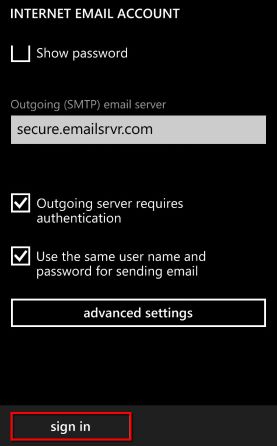 INTERNET EMAIL ACCOUNT
Show password
Outgoing (SMTP) email server
secure.emailsrvr.com
Outgoing server requires
authentication
Use the same user name and
password for sending email
advanced settings
sign in